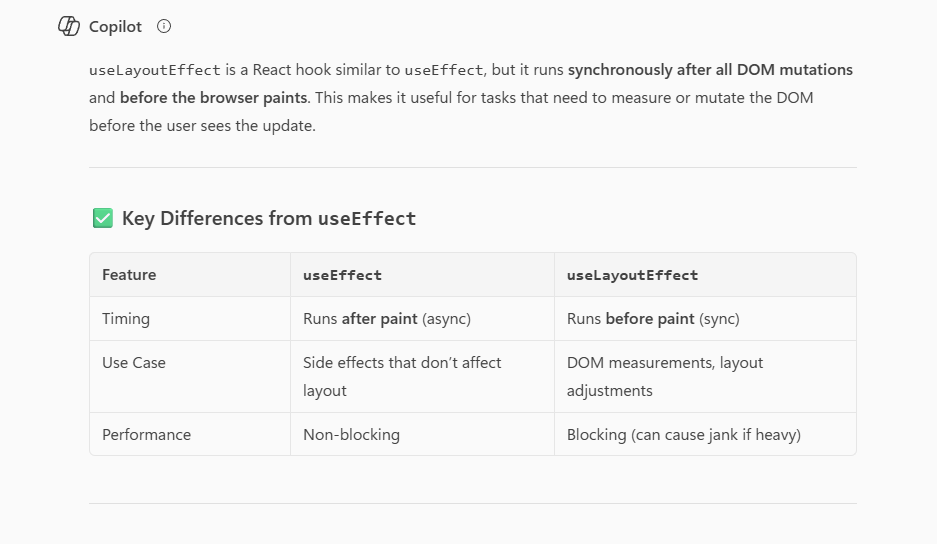 Copilot
useLayoutEffect is a React hook similar to useEffect, but it runs synchronously after all DOM mutations
and before the browser paints. This makes it useful for tasks that need to measure or mutate the DOM
before the user sees the update.
Key Differences from useEffect
Feature useEffect useLayoutEffect
Timing Runs after paint (async) Runs before paint (sync)
Use Case Side effects that don’t affect DOM measurements, layout
layout adjustments
Performance Non-blocking Blocking (can cause jank if heavy)